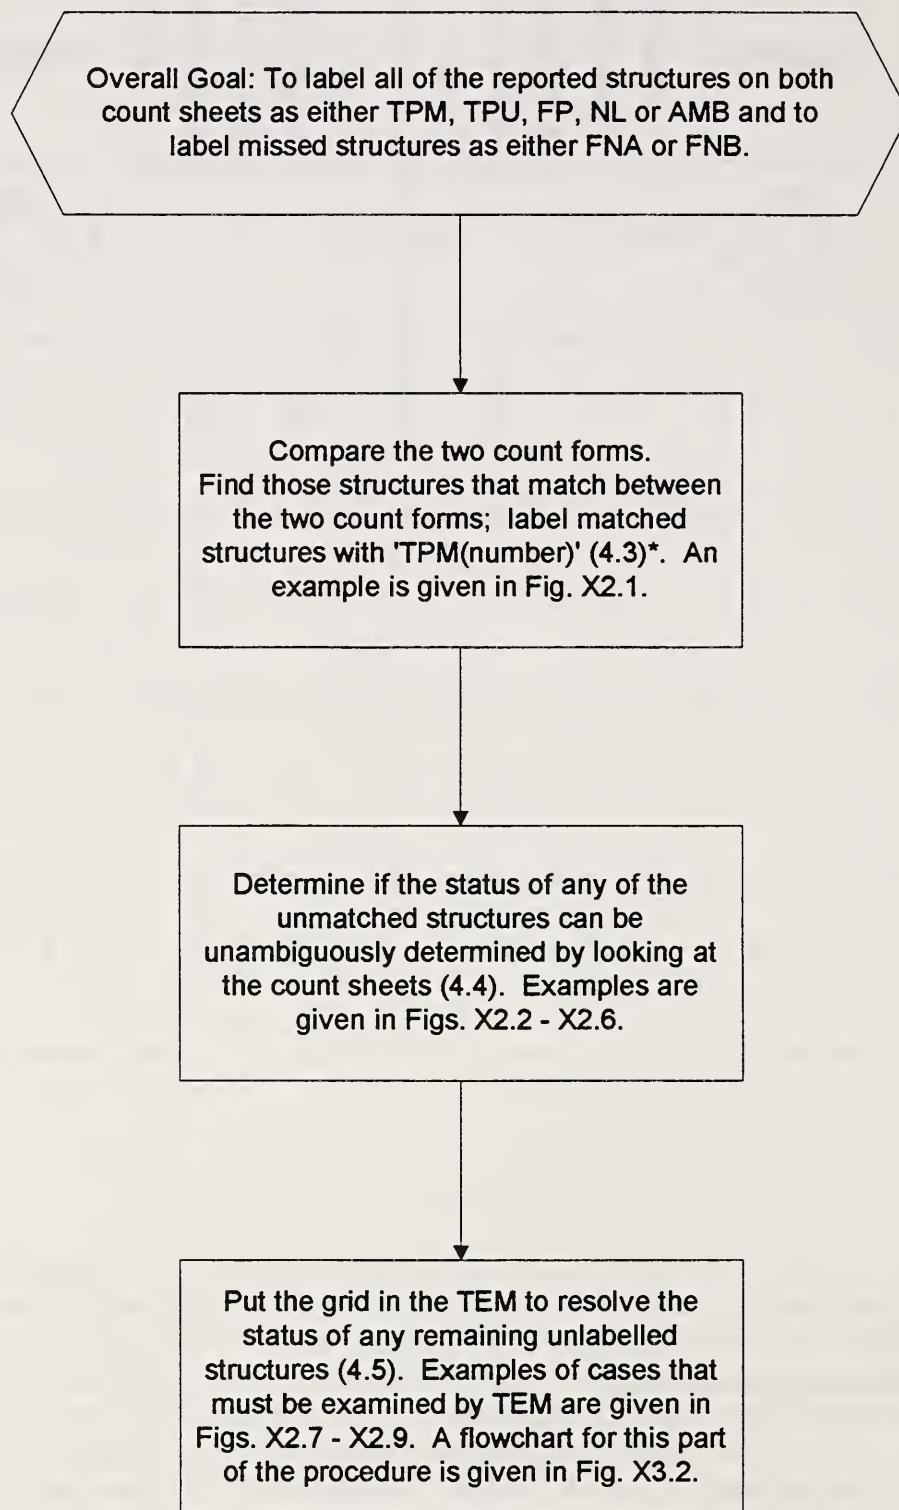 Overall Goal: To label all of the reported structures on both
count sheets as either TPM, TPU, FP, NL or AMB and to
label missed structures as either FNA or FNB.
Compare the two count forms.
Find those structures that match between
the two count forms; label matched
structures with 'TPM(number)' (4.3)*. An
example is given in Fig. X2.1.
Determine if the status of any of the
unmatched structures can be
unambiguously determined by looking at
the count sheets (4.4). Examples are
given in Figs. X2.2 - X2.6.
Put the grid in the TEM to resolve the
status of any remaining unlabelled
structures (4.5). Examples of cases that
must be examined by TEM are given in
Figs. X2.7 - X2.9. A flowchart for this part
of the procedure is given in Fig. X3.2.